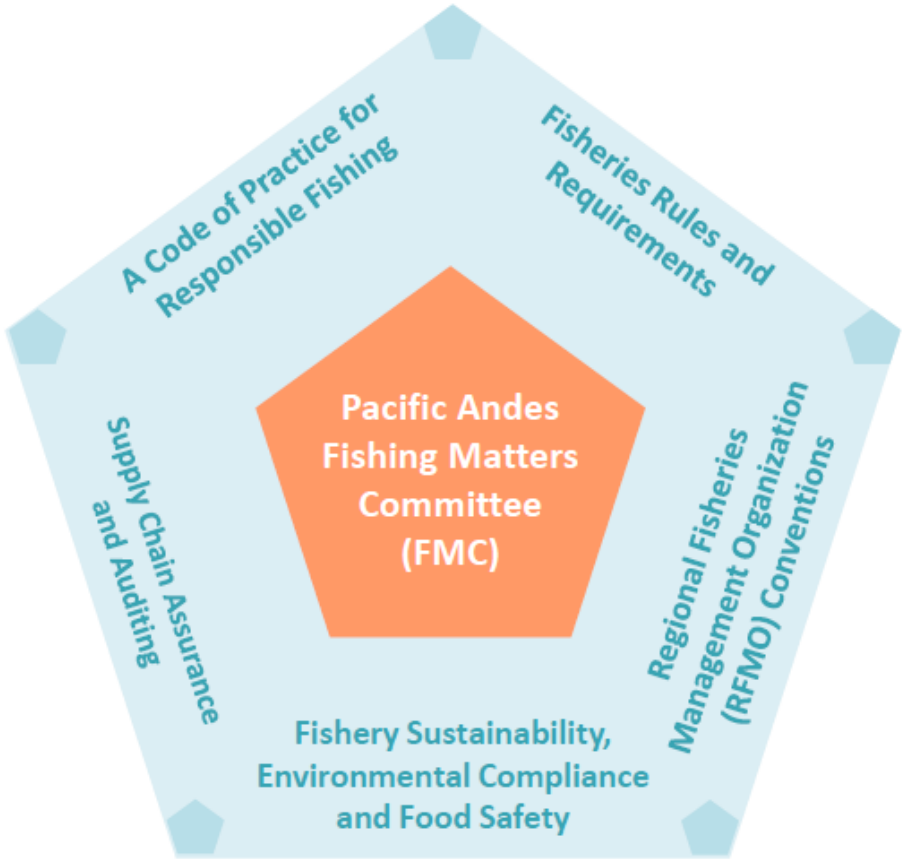 A Code of Practice for
Responsible Fishing
Fisheries Rules and
Requirements
Pacific Andes
Fishing Matters
Committee
(FMC)
Supply Chain Assurance
and Auditing
Regional Fisheries
Management Organization
(RFMO) Conventions
Fishery Sustainability,
Environmental Compliance
and Food Safety